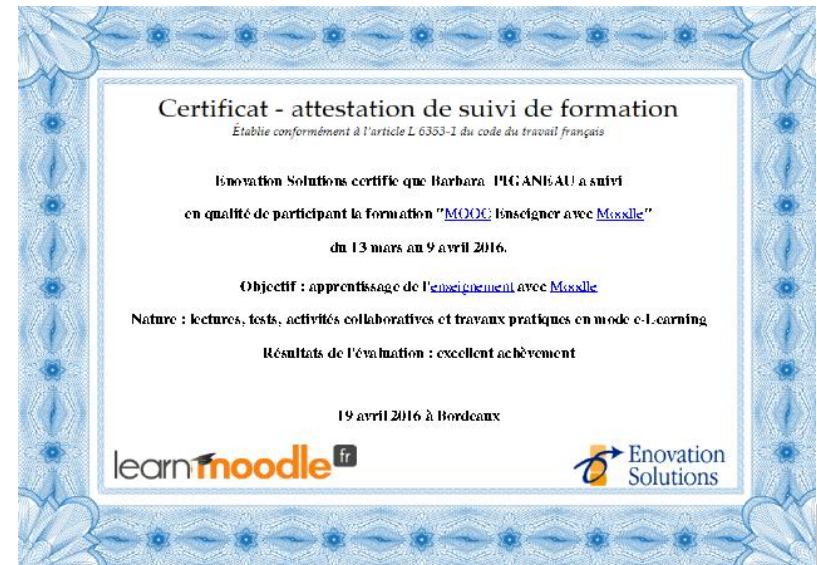 Certificat - attestation de suivi de formation
Établie conformément à l'article L 6353-1 du code du travail français
Enovation Solutions certifie que Barbara PIGANEAU a suivi
en qualité de participant la formation "MOOC Enseigner avec Moodle"
du 13 mars au 9 avril 2016.
Objectif : apprentissage de l'enseignement avec Moodle
Nature : lectures, tests, activités collaboratives et travaux pratiques en mode e-Learning
Résultats de l'évaluation : excellent achèvement
19 avril 2016 à Bordeaux
learn moodle fr
Enovation
Solutions